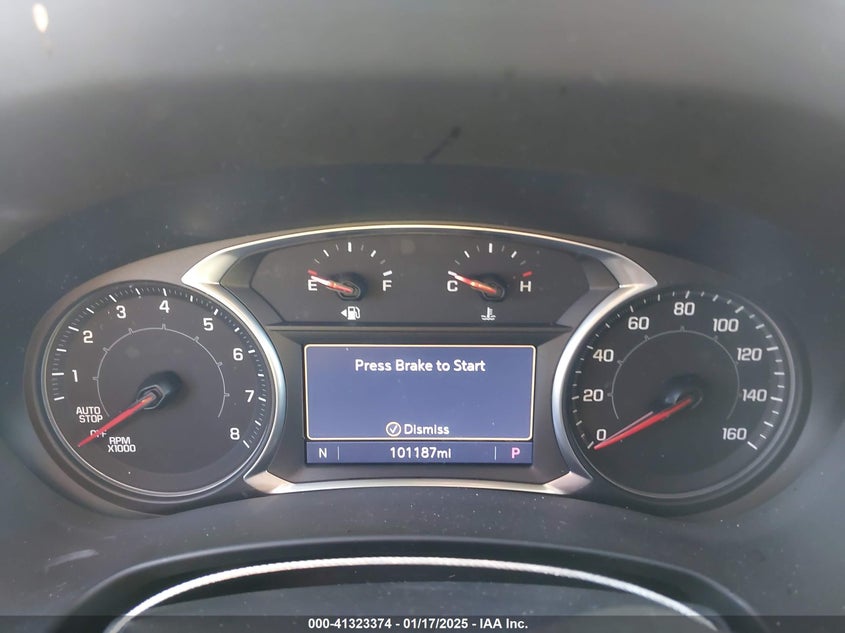 E F
C H
1 2 3 4 5 6 7 8
AUTO
STOP
OFF
RPM
X1000
Press Brake to Start
Dismiss
N 101187mi P
0 20 40 60 80 100 120 140 160
000-41323374 - 01/17/2025 - IAA Inc.